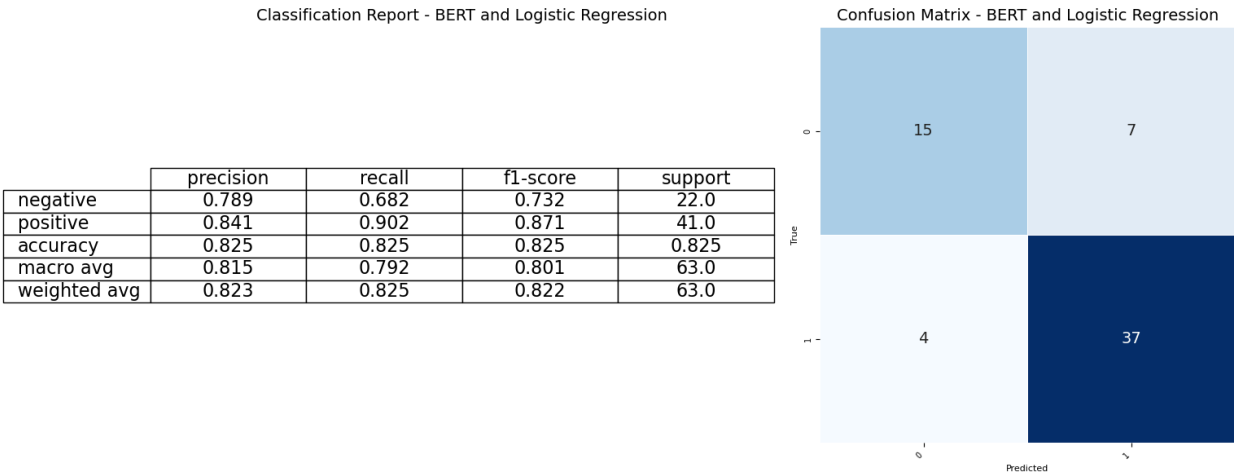 Classification Report - BERT and Logistic Regression
precision recall f1-score support
negative 0.789 0.682 0.732 22.0
positive 0.841 0.902 0.871 41.0
accuracy 0.825 0.825 0.825 0.825
macro avg 0.815 0.792 0.801 63.0
weighted avg 0.823 0.825 0.822 63.0
Confusion Matrix - BERT and Logistic Regression
True
0
15 7
1
4 37
0 1
Predicted